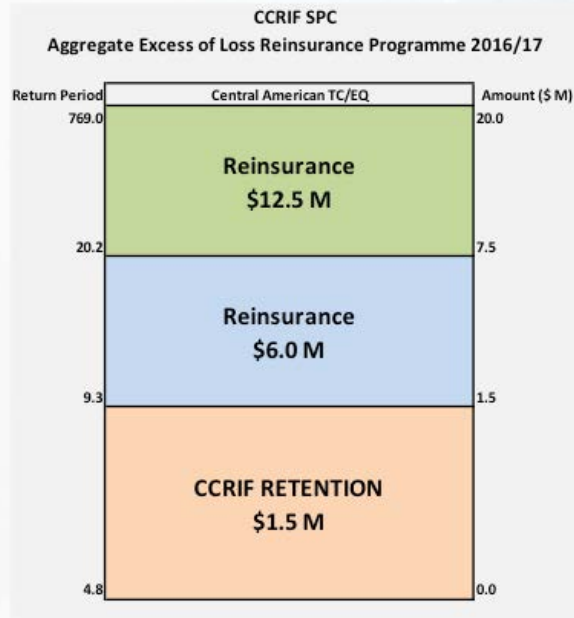 CCRIF SPC
Aggregate Excess of Loss Reinsurance Programme 2016/17
Return Period Central American TC/EQ Amount ($ M)
769.0 20.0
Reinsurance
$12.5 M
20.2 7.5
Reinsurance
$6.0 M
9.3 1.5
CCRIF RETENTION
$1.5 M
4.8 0.0